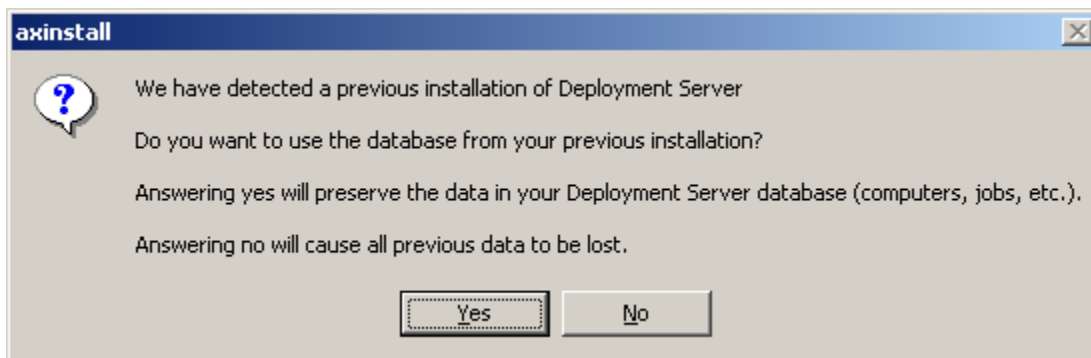 axinstall
We have detected a previous installation of Deployment Server
Do you want to use the database from your previous installation?
Answering yes will preserve the data in your Deployment Server database (computers, jobs, etc.).
Answering no will cause all previous data to be lost.
Yes No